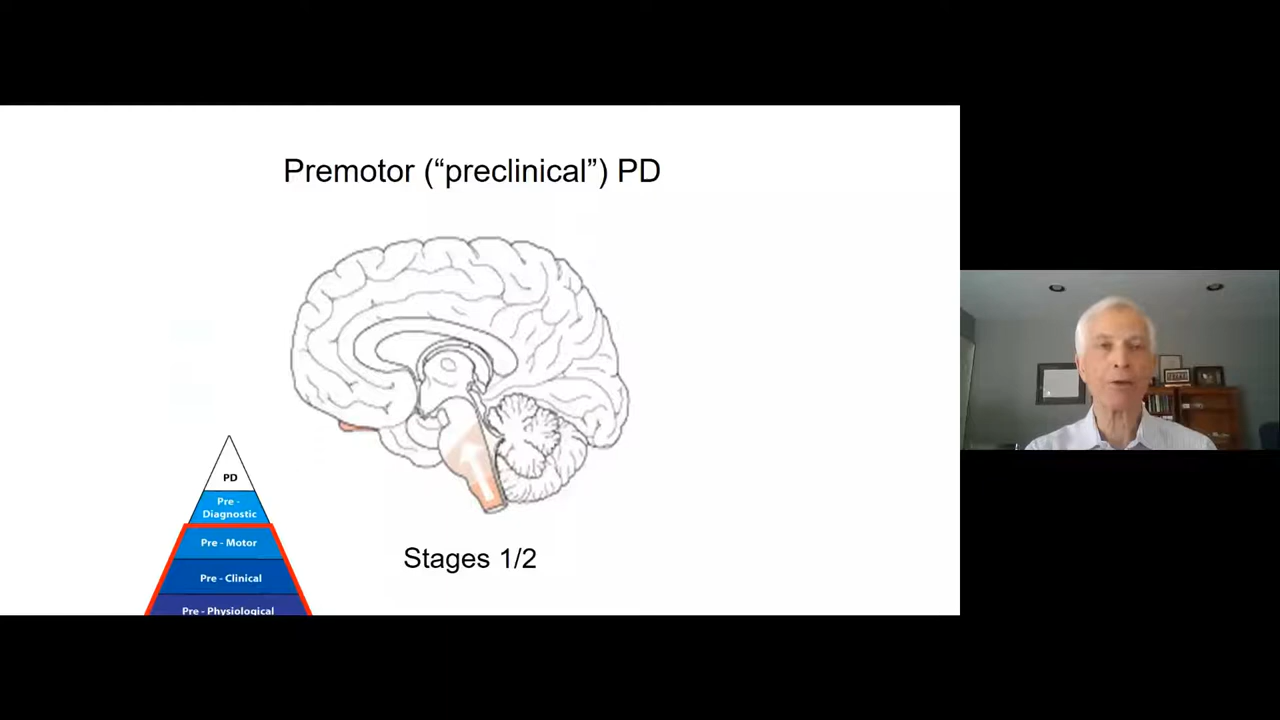 Premotor (“preclinical”) PD
PD
Pre -
Diagnostic
Pre - Motor
Pre - Clinical
Pre - Physiological
Stages 1/2